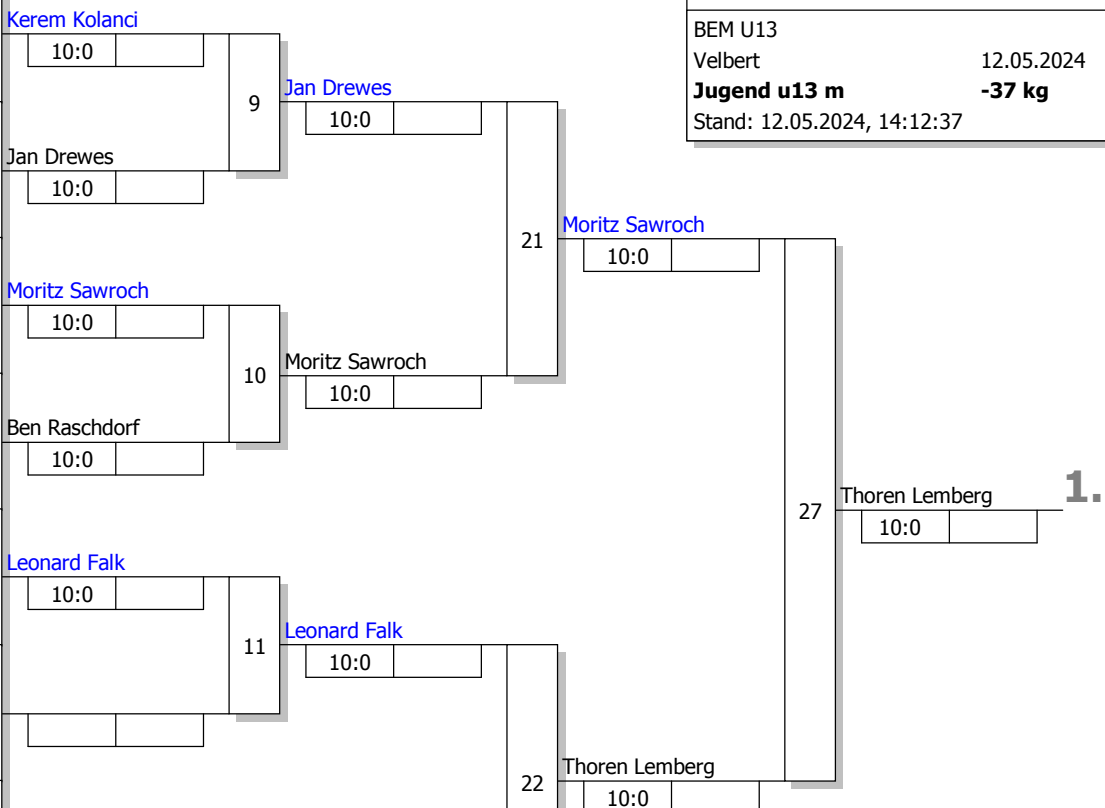 Kerem Kolanci
10:0
9
Jan Drewes
10:0
Jan Drewes
10:0
BEM U13
Velbert 12.05.2024
Jugend u13 m -37 kg
Stand: 12.05.2024, 14:12:37
21
Moritz Sawroch
10:0
Moritz Sawroch
10:0
10
Moritz Sawroch
10:0
Ben Raschdorf
10:0
27
Thoren Lemberg
10:0
1.
Leonard Falk
10:0
11
Leonard Falk
10:0
22
Thoren Lemberg
10:0